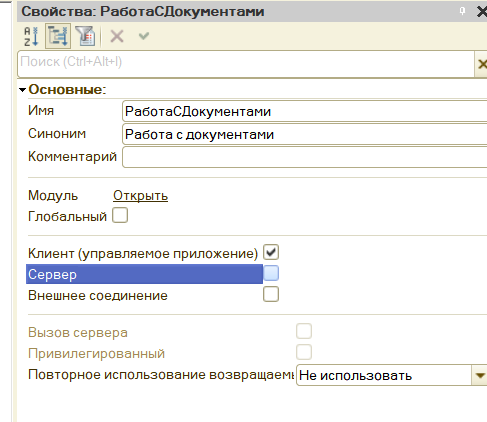 Свойства: РаботаСДокументами
Поиск (Ctrl+Alt+I)
Основные:
Имя РаботаСДокументами
Синоним Работа с документами
Комментарий
Модуль Открыть
Глобальный
Клиент (управляемое приложение)
Сервер
Внешнее соединение
Вызов сервера
Привилегированный
Повторное использование возвращаем Не использовать